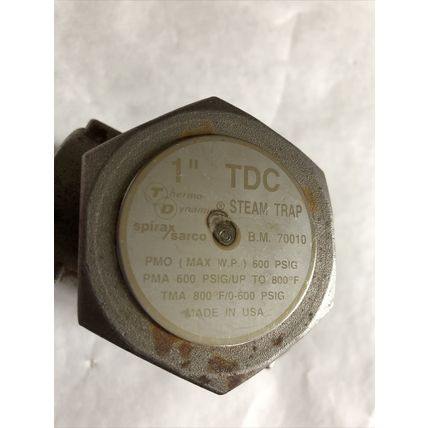 1" TDC
Thermo
Dynamic® STEAM TRAP
spirax/sarco B.M. 70010
PMO (MAX W.P.) 600 PSIG
PMA 600 PSIG/UP TO 800°F
TMA 800°F/0-600 PSIG
MADE IN USA